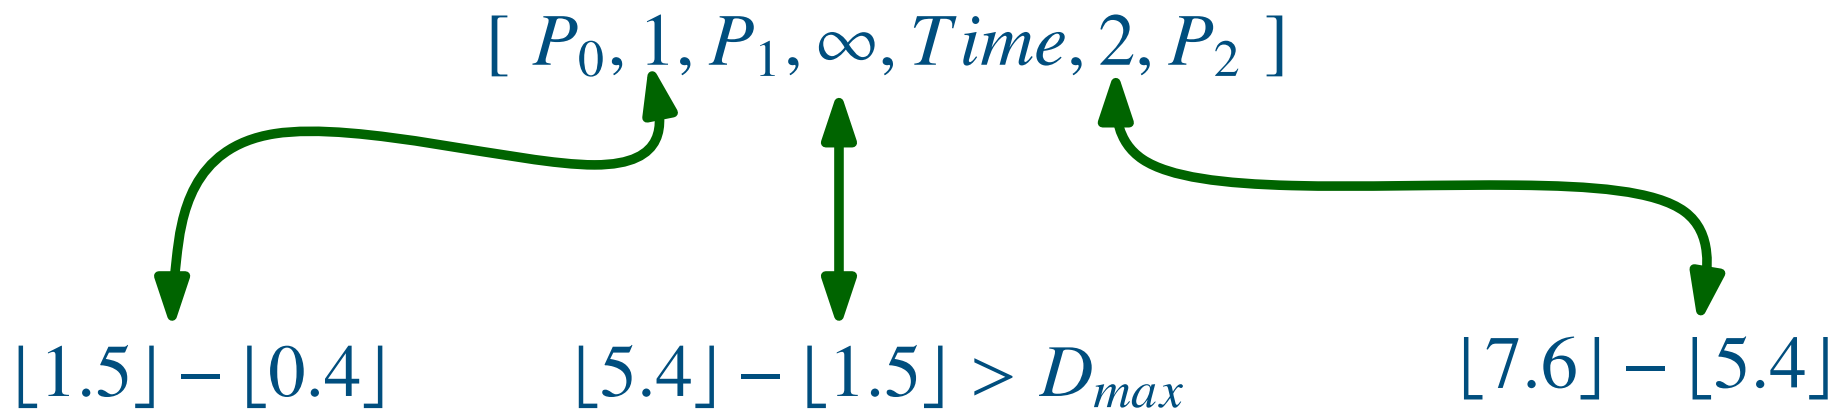 [ P₀, 1, P₁, ∞, Time, 2, P₂ ]
⌊1.5⌋ − ⌊0.4⌋
⌊5.4⌋ − ⌊1.5⌋ > Dₘₐₓ
⌊7.6⌋ − ⌊5.4⌋